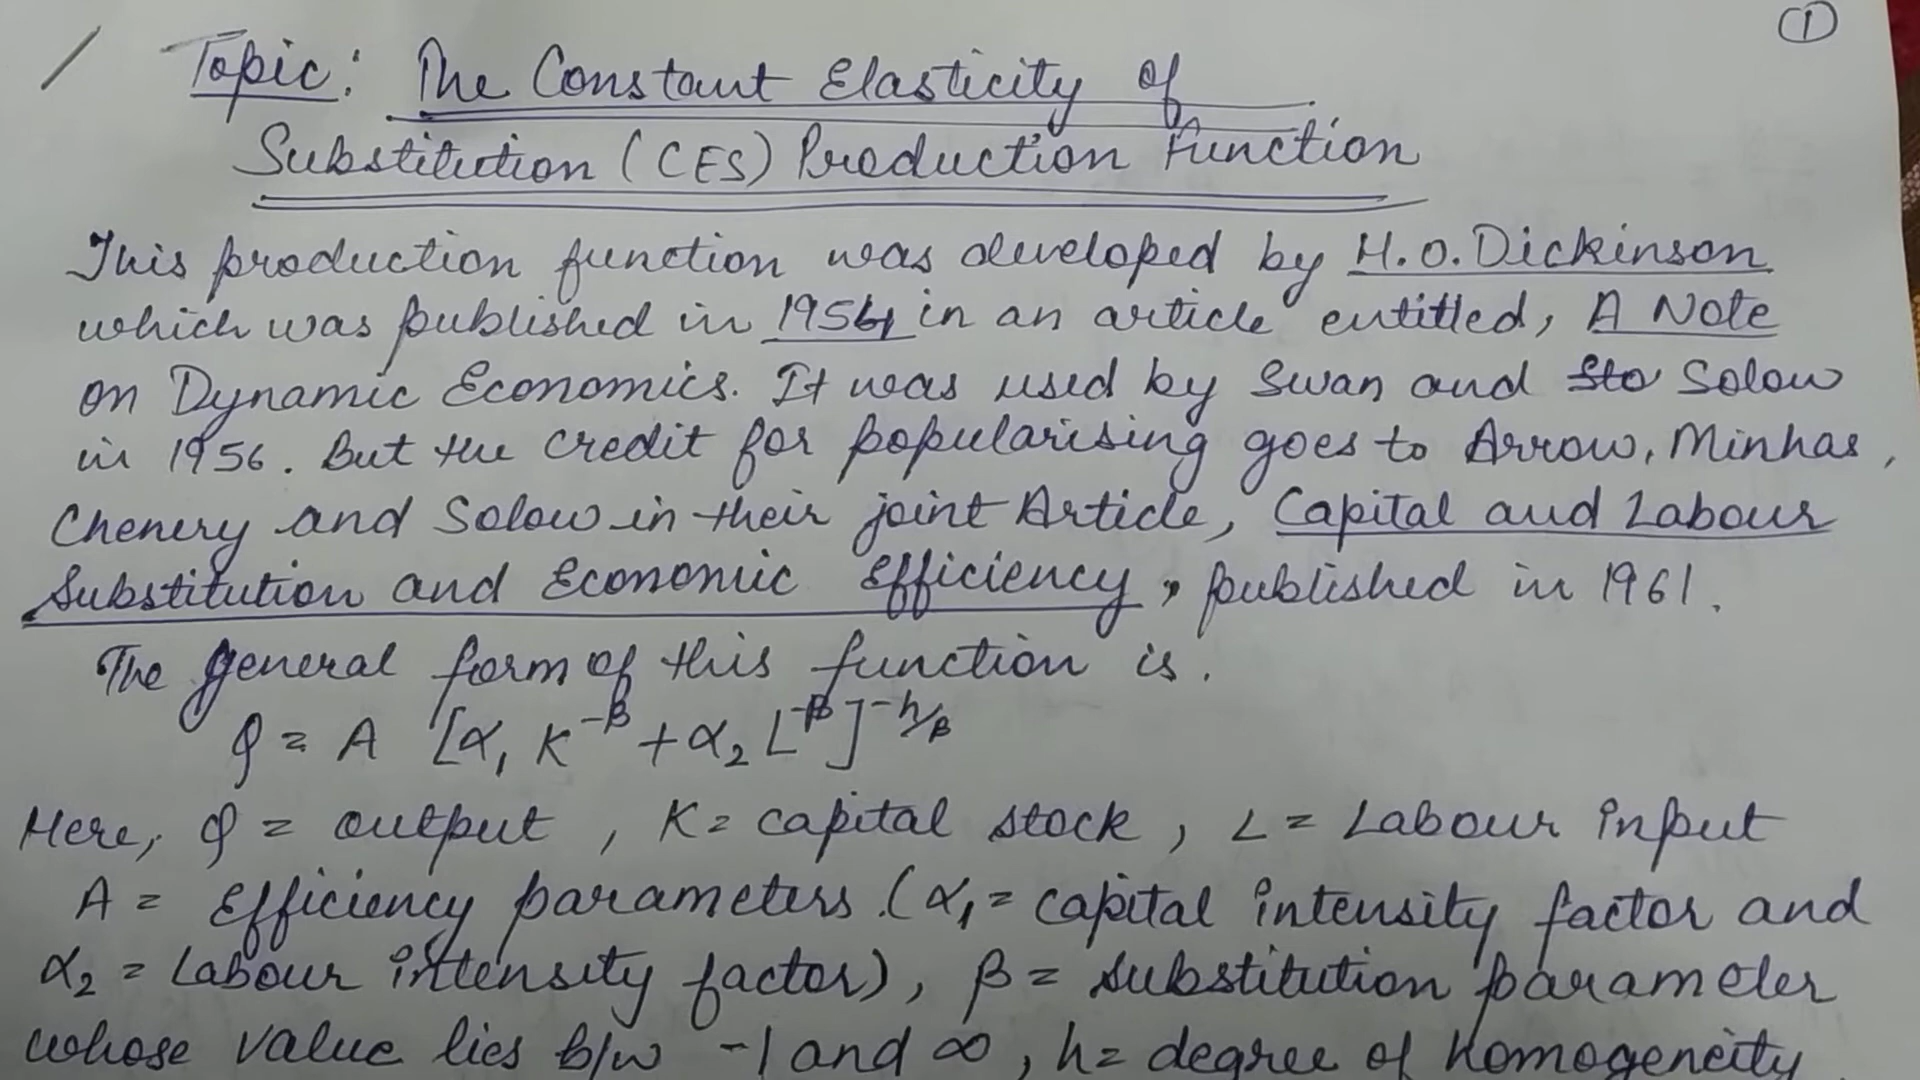 ①
Topic: The Constant Elasticity of
Substitution (CES) Production Function
This production function was developed by H.O. Dickinson
which was published in 1954 in an article entitled, A Note
on Dynamic Economics. It was used by Swan and Sto Solow
in 1956. But the credit for popularising goes to Arrow, Minhas,
Chenery and Solow in their joint Article, Capital and Labour
Substitution and Economic Efficiency, published in 1961.
The general form of this function is.
Q = A [α₁ K^-β + α₂ L^-β]^-h/β
Here, Q = output, K = capital stock, L = Labour input
A = Efficiency parameters. (α₁ = capital intensity factor and
α₂ = Labour intensity factor), β = substitution parameter
whose value lies b/w -1 and ∞, h = degree of homogeneity.